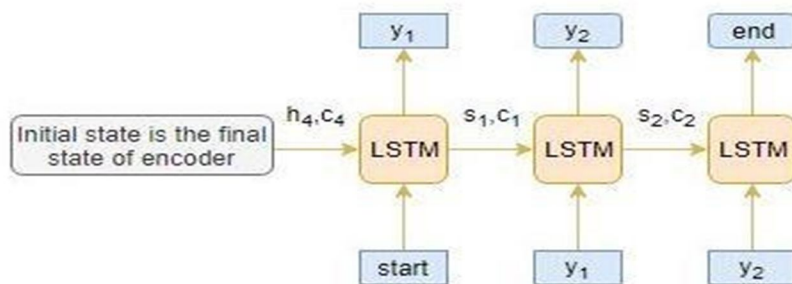 y₁ y₂ end
h₄,c₄ s₁,c₁ s₂,c₂
Initial state is the final
state of encoder
LSTM LSTM LSTM
start y₁ y₂